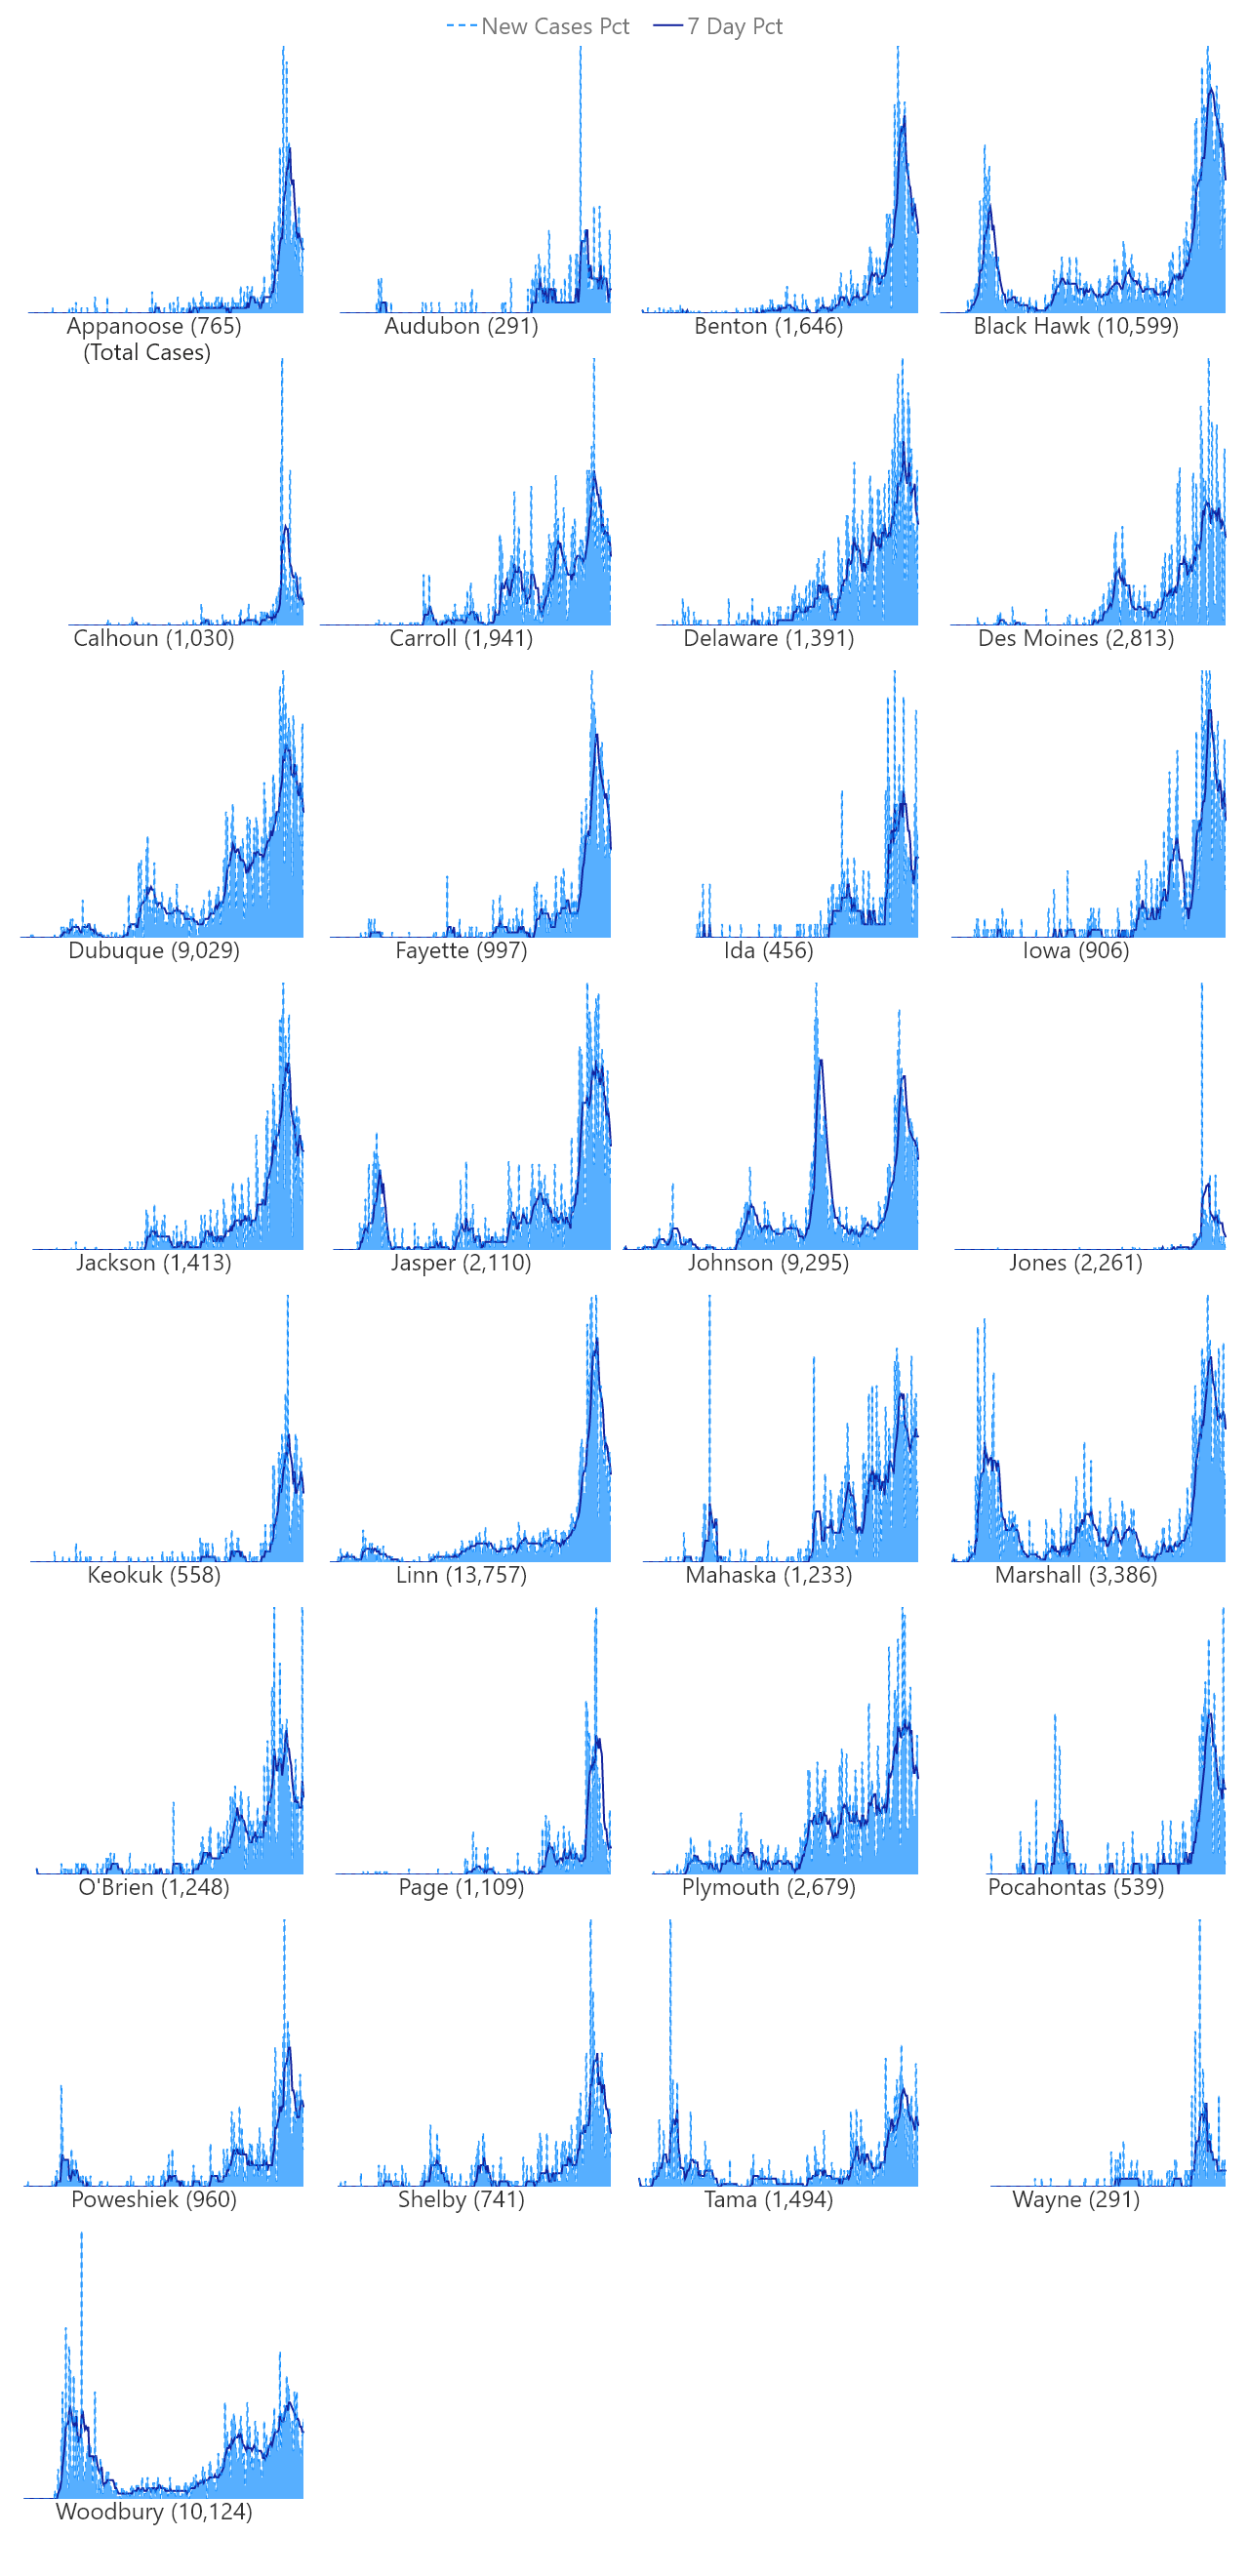 New Cases Pct 7 Day Pct
Appanoose (765) Audubon (291) Benton (1,646) Black Hawk (10,599)
(Total Cases)
Calhoun (1,030) Carroll (1,941) Delaware (1,391) Des Moines (2,813)
Dubuque (9,029) Fayette (997) Ida (456) Iowa (906)
Jackson (1,413) Jasper (2,110) Johnson (9,295) Jones (2,261)
Keokuk (558) Linn (13,757) Mahaska (1,233) Marshall (3,386)
O'Brien (1,248) Page (1,109) Plymouth (2,679) Pocahontas (539)
Poweshiek (960) Shelby (741) Tama (1,494) Wayne (291)
Woodbury (10,124)